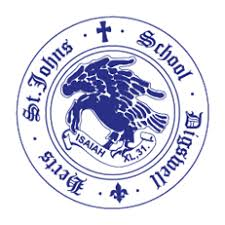 St. Johns School Digswell Herts
ISAIAH XL.31.